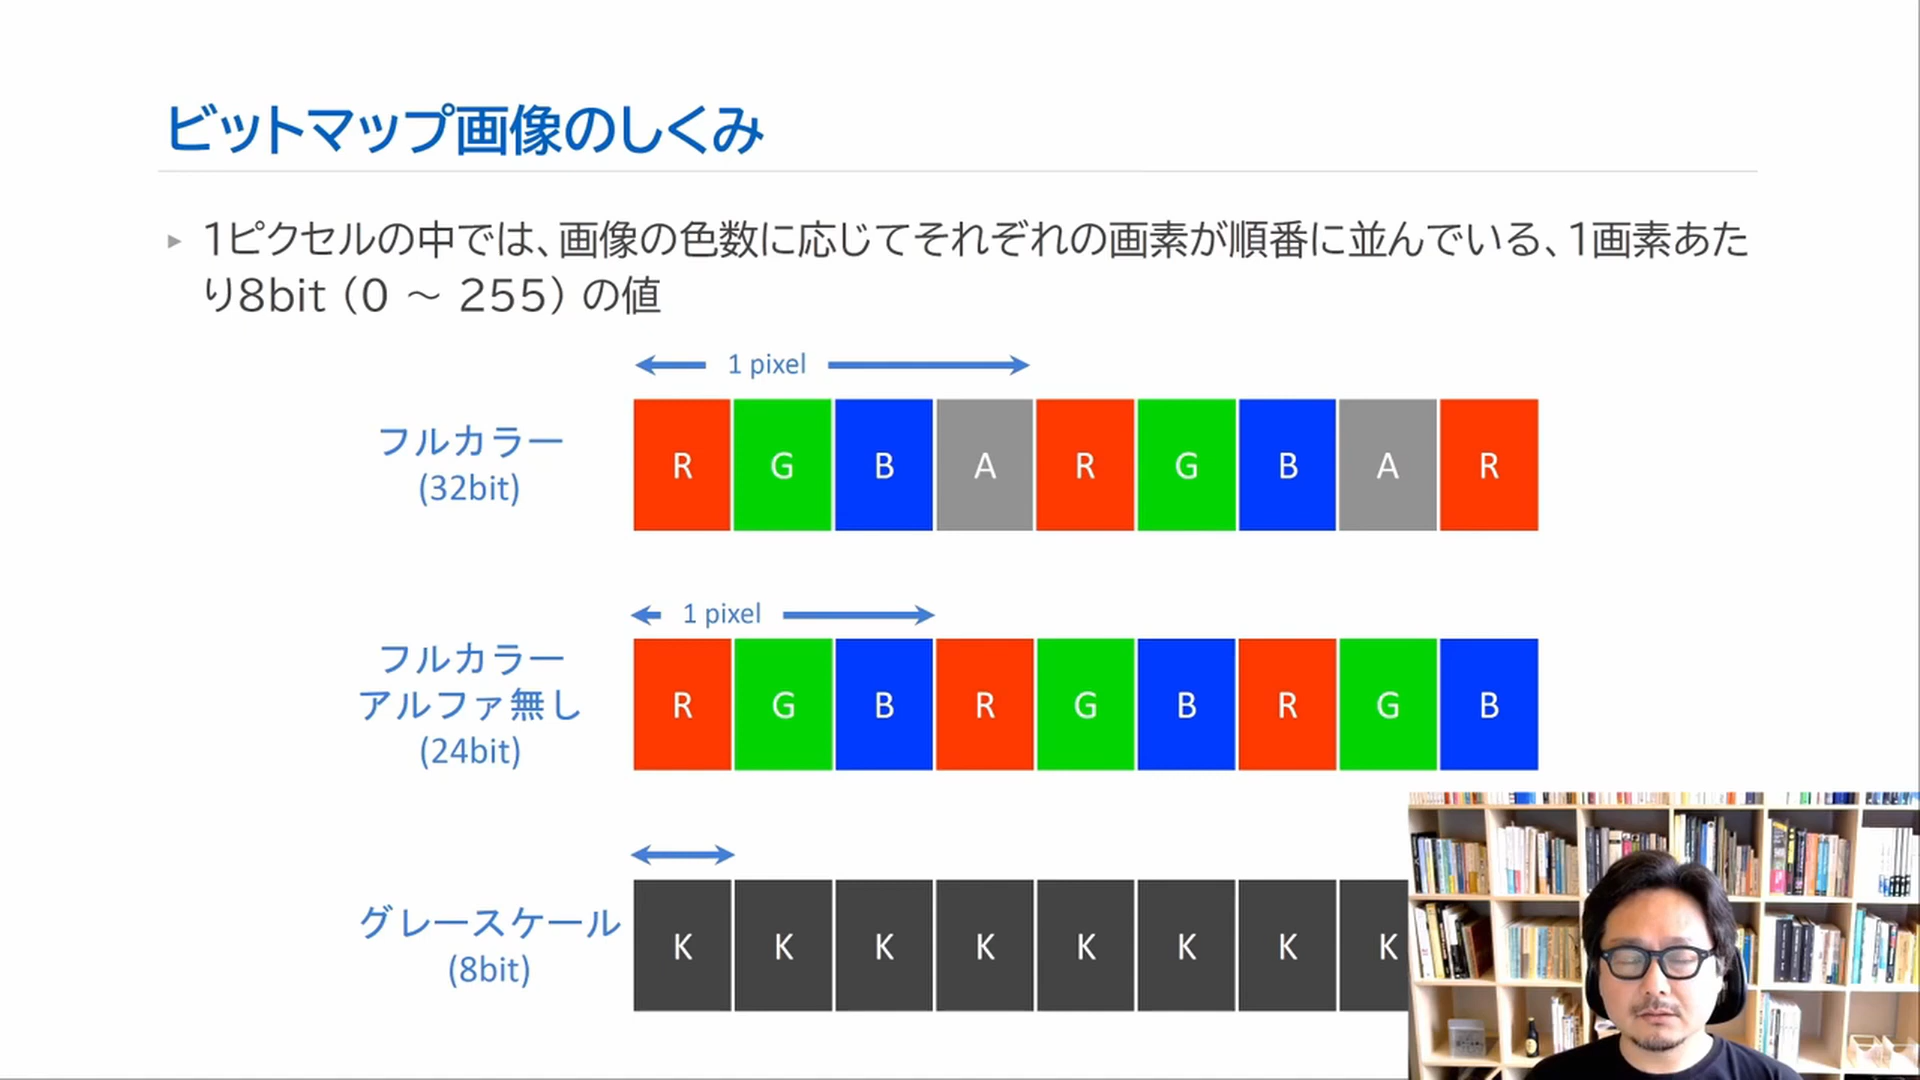 ビットマップ画像のしくみ
▸ 1ピクセルの中では、画像の色数に応じてそれぞれの画素が順番に並んでいる、1画素あた
り8bit（0 ～ 255）の値
1 pixel
フルカラー
(32bit)
R G B A R G B A R
1 pixel
フルカラー
アルファ無し
(24bit)
R G B R G B R G B
グレースケール
(8bit)
K K K K K K K K